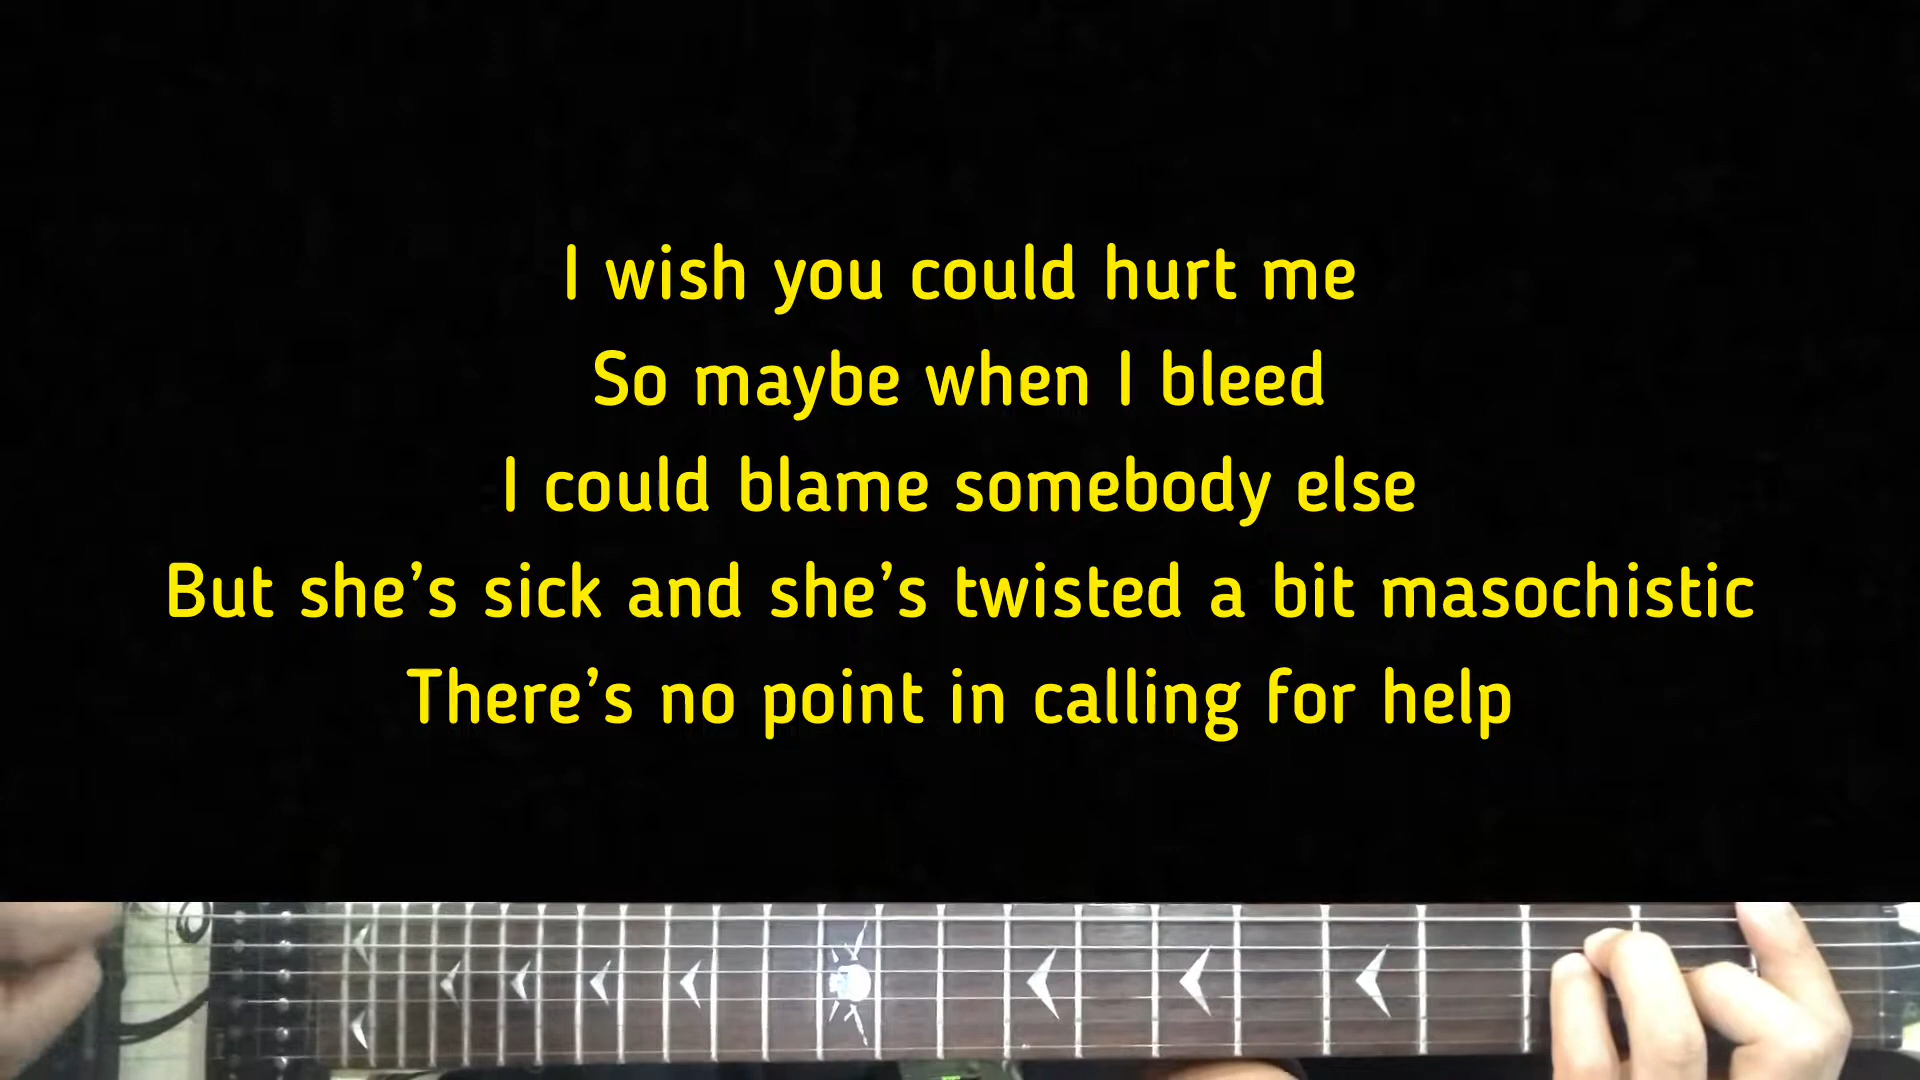 I wish you could hurt me
So maybe when I bleed
I could blame somebody else
But she’s sick and she’s twisted a bit masochistic
There’s no point in calling for help